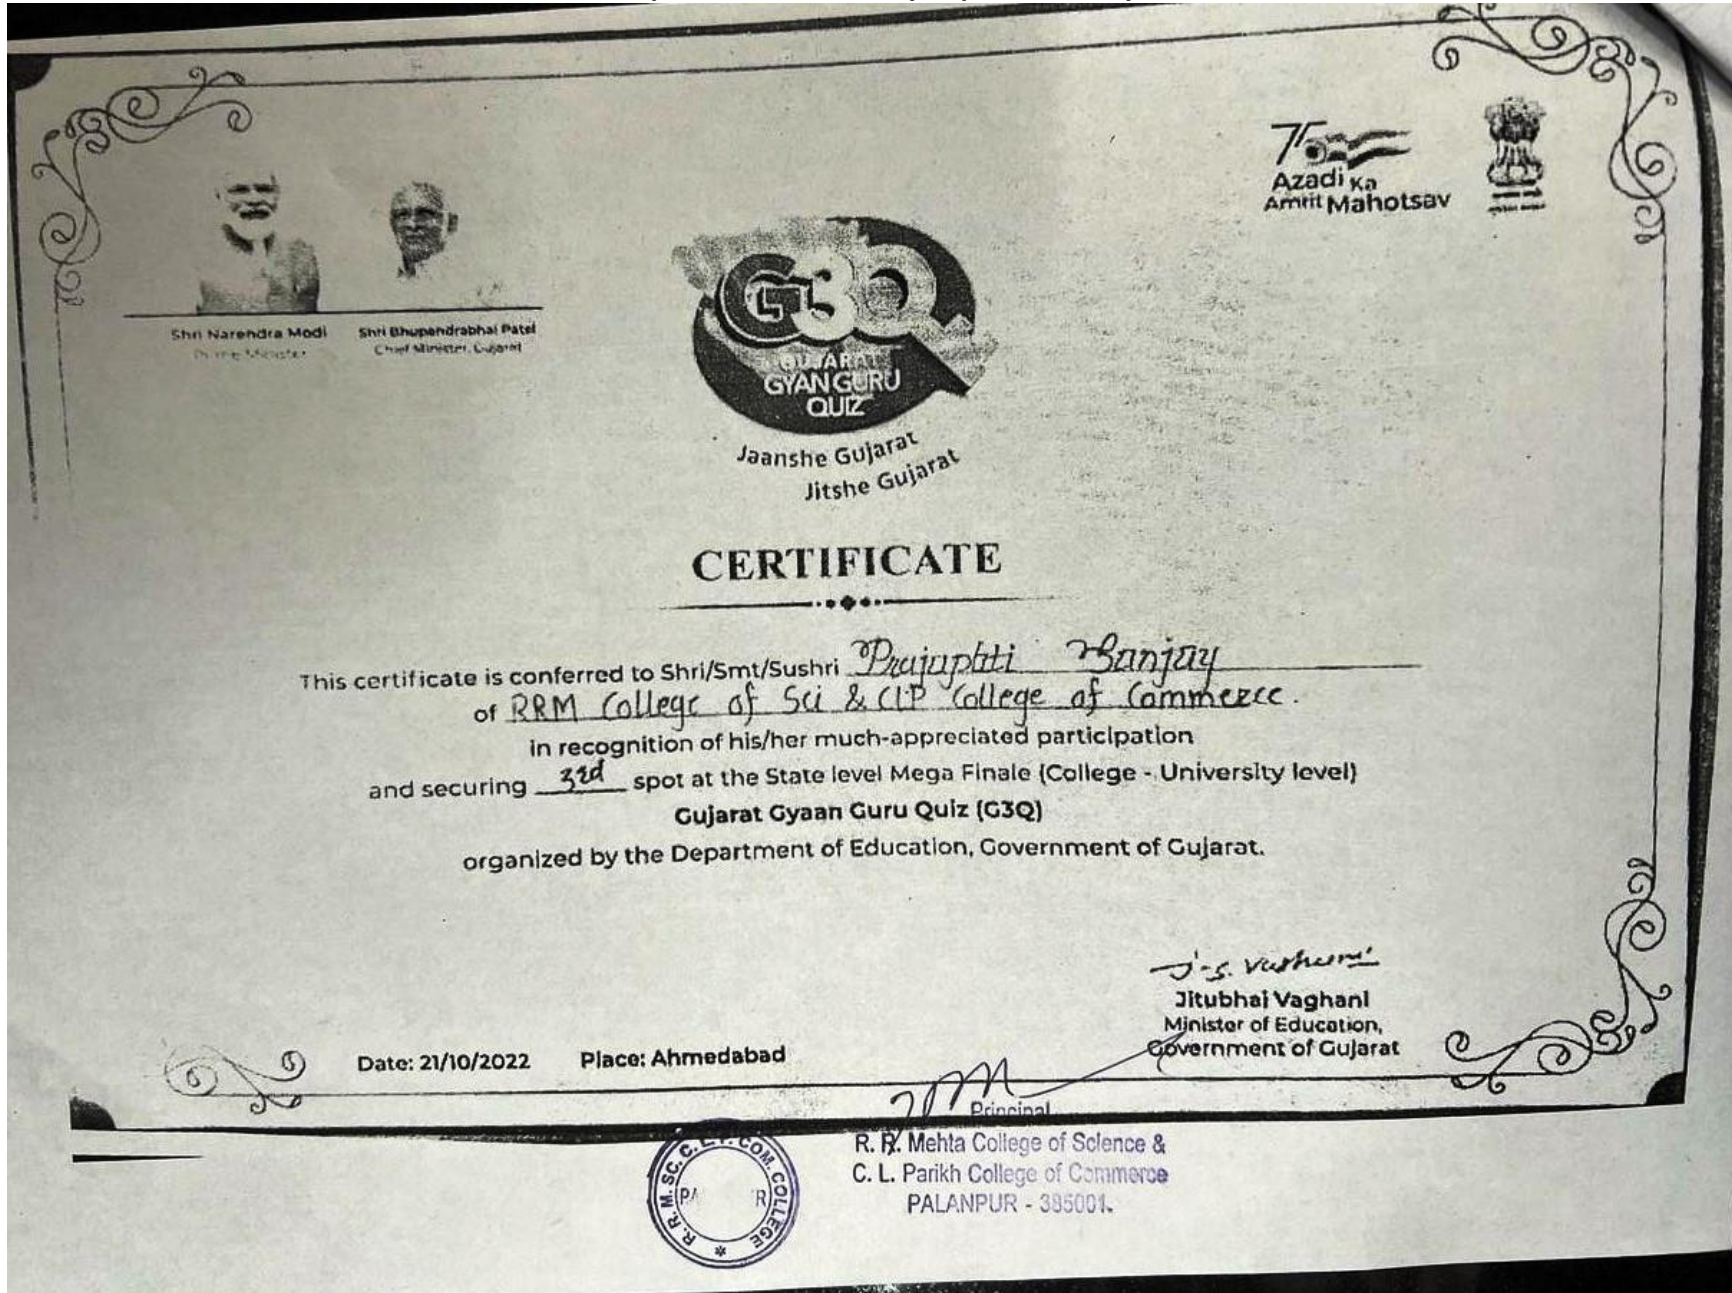 Azadi Ka
Amrit Mahotsav
Shri Narendra Modi
Prime Minister
Shri Bhupendrabhai Patel
Chief Minister, Gujarat
G3Q
GUJARAT
GYAN GURU
QUIZ
Jaanshe Gujarat
Jitshe Gujarat
CERTIFICATE
This certificate is conferred to Shri/Smt/Sushri Prajapati Sanjay
of RRM College of Sci & CLP College of Commerce.
in recognition of his/her much-appreciated participation
and securing 3rd spot at the State level Mega Finale (College - University level)
Gujarat Gyaan Guru Quiz (G3Q)
organized by the Department of Education, Government of Gujarat.
Jitubhai Vaghani
Minister of Education,
Government of Gujarat
Date: 21/10/2022 Place: Ahmedabad
Principal
R. R. Mehta College of Science &
C. L. Parikh College of Commerce
PALANPUR - 385001.
R. R. M. SC. C. L. P. COM. COLLEGE